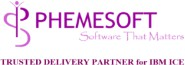 PHEMESOFT
Software That Matters
TRUSTED DELIVERY PARTNER for IBM ICE